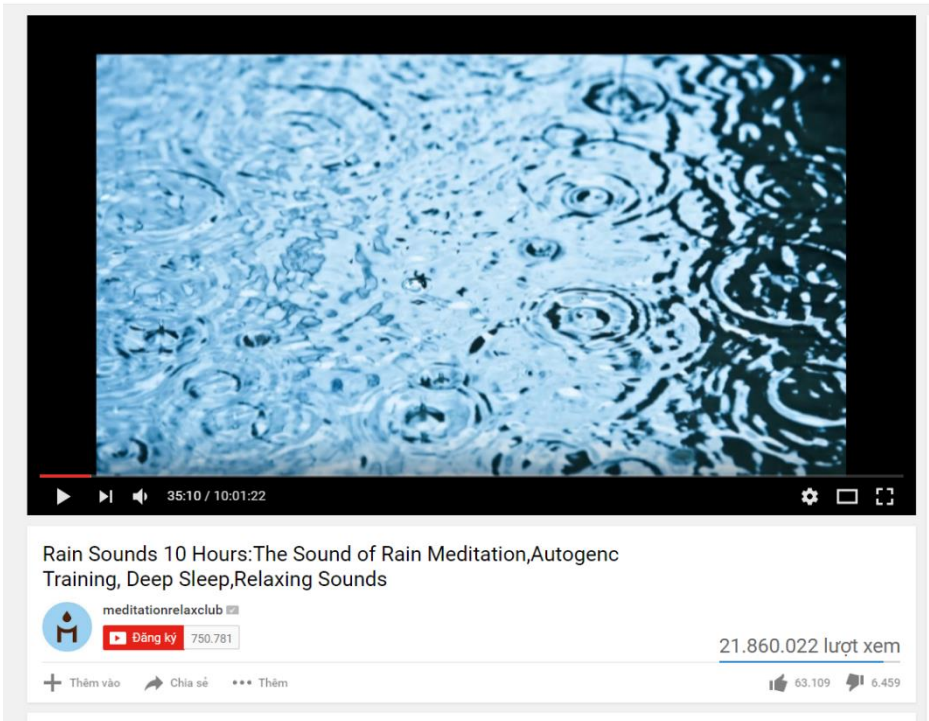 35:10 / 10:01:22
Rain Sounds 10 Hours:The Sound of Rain Meditation,Autogenc
Training, Deep Sleep,Relaxing Sounds
meditationrelaxclub
Đăng ký 750.781
21.860.022 lượt xem
Thêm vào Chia sẻ Thêm 63.109 6.459